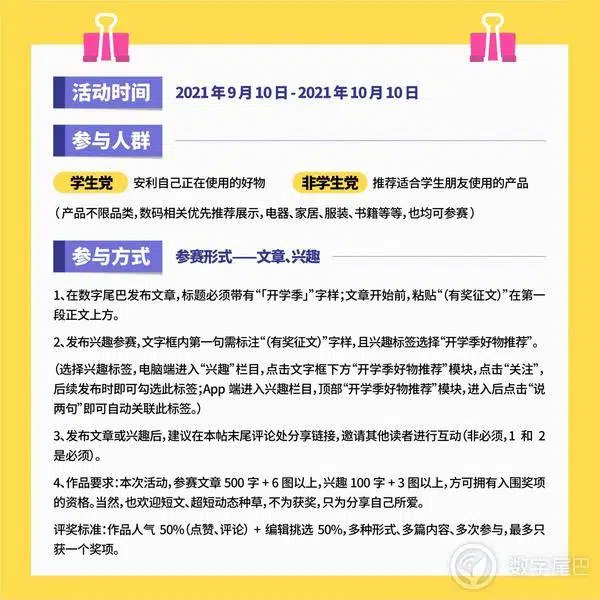 活动时间 2021年9月10日-2021年10月10日
参与人群
学生党 安利自己正在使用的好物 非学生党 推荐适合学生朋友使用的产品
（产品不限品类，数码相关优先推荐展示，电器、家居、服装、书籍等等，也均可参赛）
参与方式 参赛形式——文章、兴趣
1、在数字尾巴发布文章，标题必须带有“「开学季」”字样；文章开始前，粘贴“(有奖征文)”在第一
段正文上方。
2、发布兴趣参赛，文字框内第一句需标注“(有奖征文)”字样，且兴趣标签选择“开学季好物推荐”。
(选择兴趣标签，电脑端进入“兴趣”栏目，点击文字框下方“开学季好物推荐”模块，点击“关注”，
后续发布时即可勾选此标签；App 端进入兴趣栏目，顶部“开学季好物推荐”模块，进入后点击“说
两句”即可自动关联此标签。)
3、发布文章或兴趣后，建议在本帖末尾评论处分享链接，邀请其他读者进行互动(非必须，1 和 2
是必须)。
4、作品要求：本次活动，参赛文章 500 字 + 6 图以上，兴趣 100 字 + 3 图以上，方可拥有入围奖项
的资格。当然，也欢迎短文、超短动态种草，不为获奖，只为分享自己所爱。
评奖标准：作品人气 50%(点赞、评论) + 编辑挑选 50%，多种形式、多篇内容、多次参与，最多只
获一个奖项。
数字尾巴